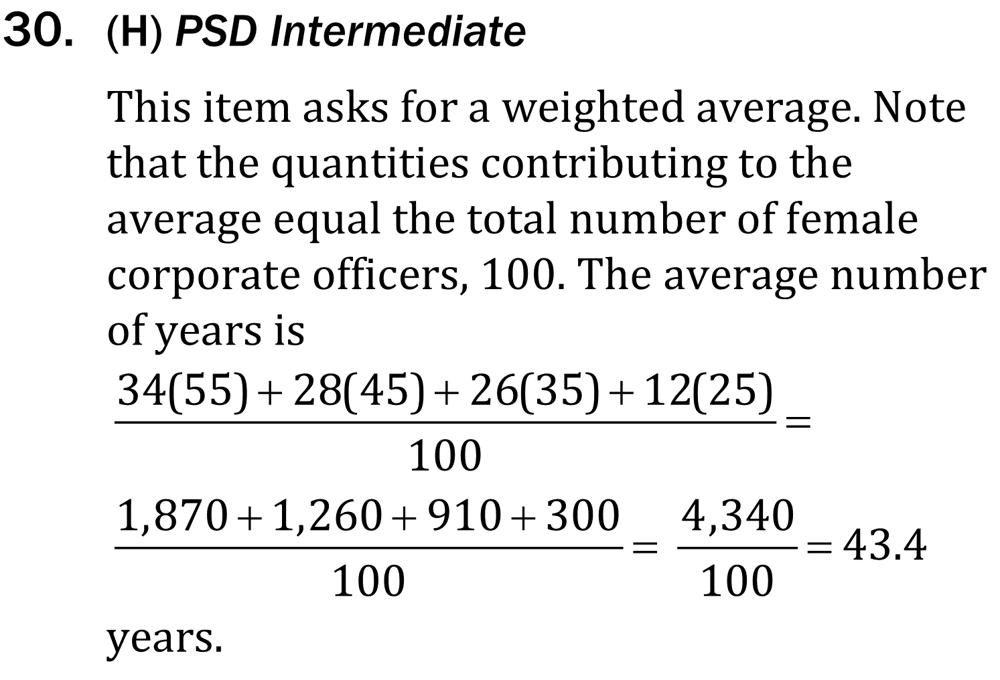 30. (H) PSD Intermediate
This item asks for a weighted average. Note
that the quantities contributing to the
average equal the total number of female
corporate officers, 100. The average number
of years is
34(55) + 28(45) + 26(35) + 12(25)
=
100
1,870 + 1,260 + 910 + 300 4,340
= = 43.4
100 100
years.